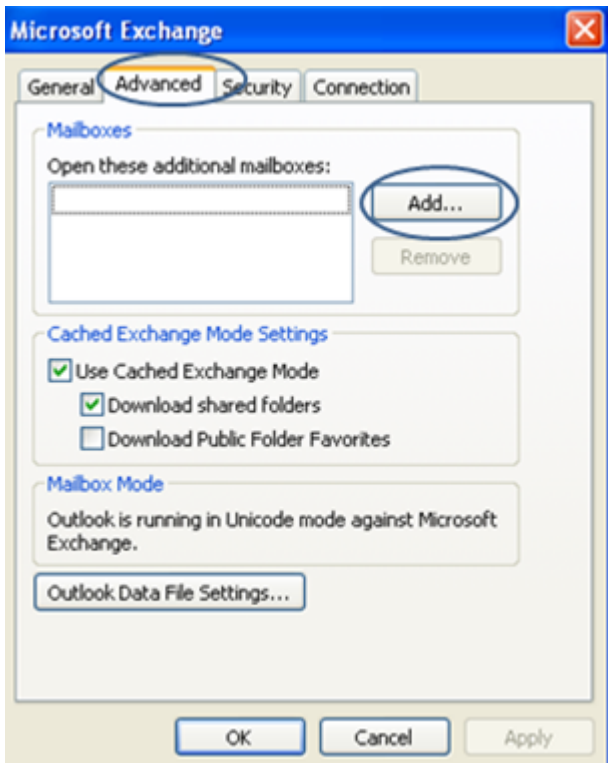 Microsoft Exchange
General Advanced Security Connection
Mailboxes
Open these additional mailboxes:
Add...
Remove
Cached Exchange Mode Settings
Use Cached Exchange Mode
Download shared folders
Download Public Folder Favorites
Mailbox Mode
Outlook is running in Unicode mode against Microsoft
Exchange.
Outlook Data File Settings...
OK Cancel Apply